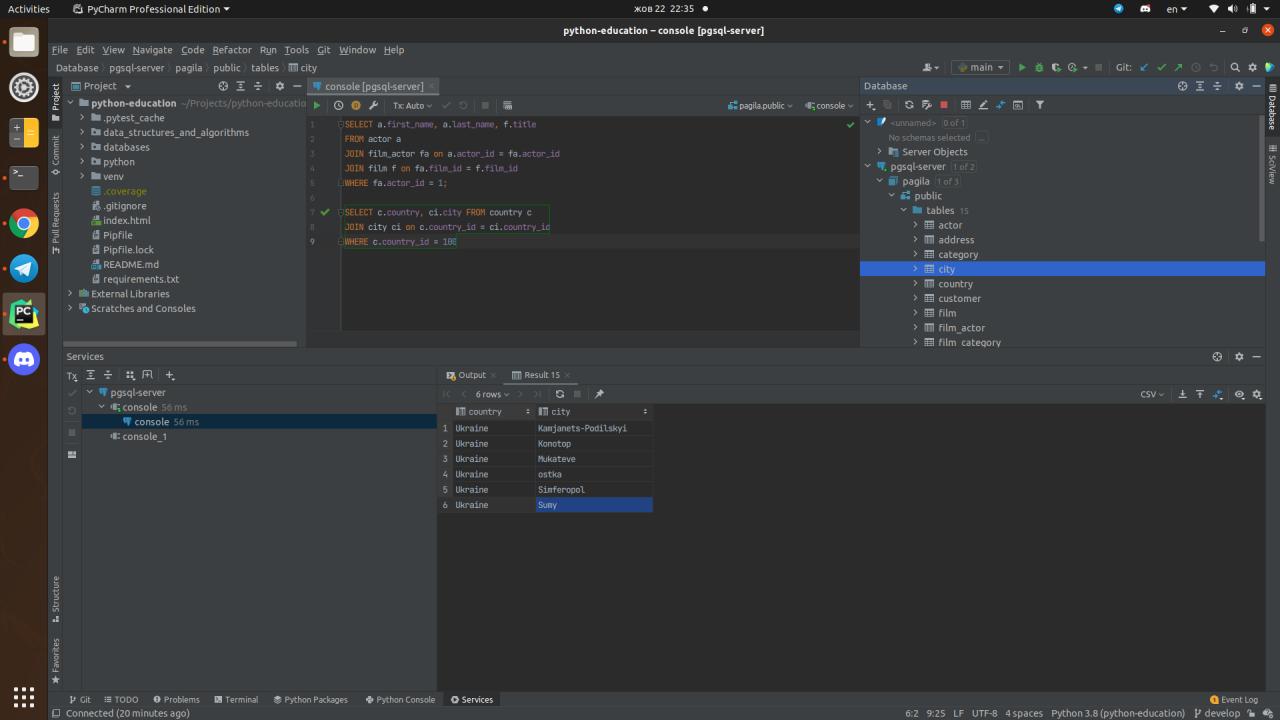 Activities
PyCharm Professional Edition
жов 22 22:35
en
python-education – console [pgsql-server]
File Edit View Navigate Code Refactor Run Tools Git Window Help
Database pgsql-server pagila public tables city
main
Git:
Project
console [pgsql-server]
Database
Tx: Auto
pagila.public
console
python-education ~/Projects/python-educatio
.pytest_cache
data_structures_and_algorithms
databases
python
venv
.coverage
.gitignore
index.html
Pipfile
Pipfile.lock
README.md
requirements.txt
External Libraries
Scratches and Consoles
1 SELECT a.first_name, a.last_name, f.title
2 FROM actor a
3 JOIN film_actor fa on a.actor_id = fa.actor_id
4 JOIN film f on fa.film_id = f.film_id
5 WHERE fa.actor_id = 1;
6
7 SELECT c.country, ci.city FROM country c
8 JOIN city ci on c.country_id = ci.country_id
9 WHERE c.country_id = 100
<unnamed> 0 of 1
No schemas selected ...
Server Objects
pgsql-server 1 of 2
pagila 1 of 3
public
tables 15
actor
address
category
city
country
customer
film
film_actor
film_category
Project
Commit
Pull Requests
Structure
Favorites
Database
SciView
Services
Tx
pgsql-server
console 56 ms
console 56 ms
console_1
Output
Result 15
6 rows
CSV
country city
1 Ukraine Kamjanets-Podilskyi
2 Ukraine Konotop
3 Ukraine Mukateve
4 Ukraine ostka
5 Ukraine Simferopol
6 Ukraine Sumy
Git TODO Problems Terminal Python Packages Python Console Services
1 Event Log
Connected (20 minutes ago)
6:2 9:25 LF UTF-8 4 spaces Python 3.8 (python-education) develop